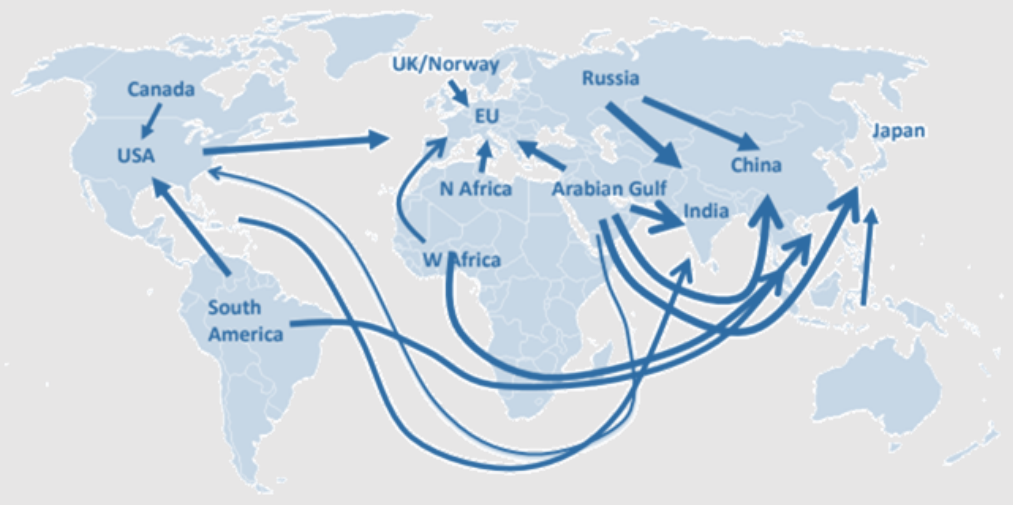 UK/Norway
Russia
Canada
EU
Japan
USA
China
N Africa
Arabian Gulf
India
W Africa
South
America